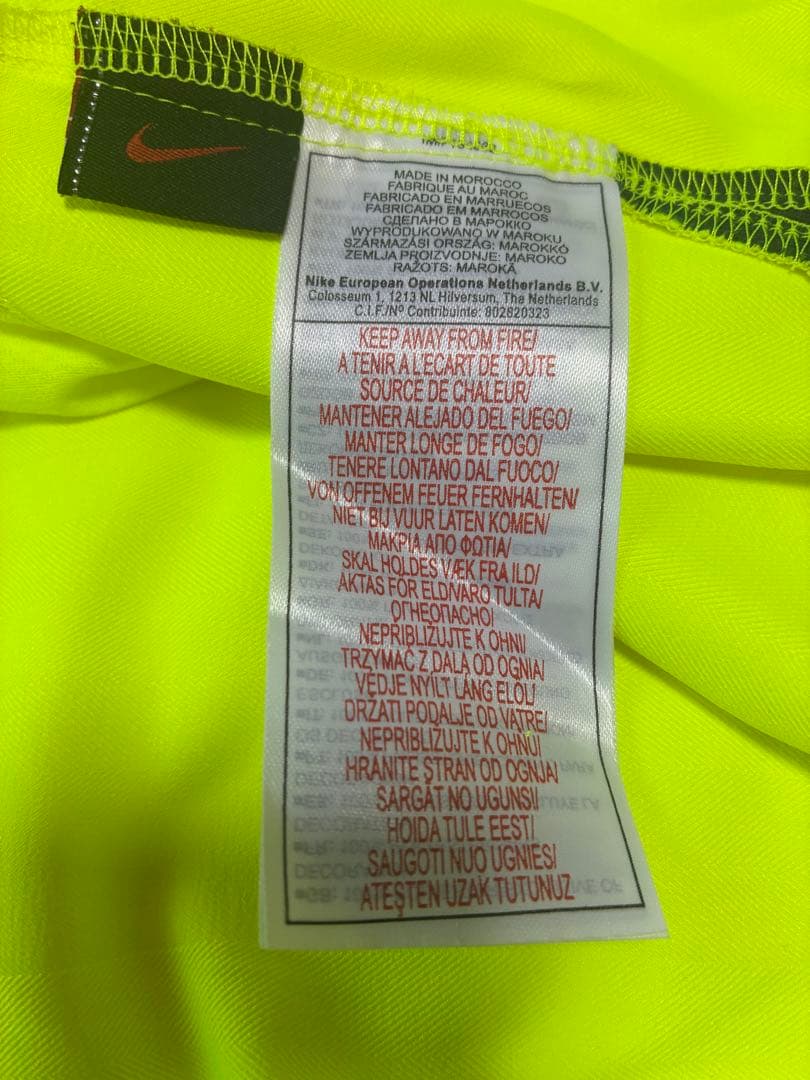 MADE IN MOROCCO
FABRIQUE AU MAROC
FABRICADO EN MARRUECOS
FABRICADO EM MARROCOS
СДЕЛАНО В МАРОККО
WYPRODUKOWANO W MAROKU
SZÁRMAZÁSI ORSZÁG: MAROKKÓ
ZEMLJA PROIZVODNJE: MAROKO
RAŽOTS: MAROKĀ
Nike European Operations Netherlands B.V.
Colosseum 1, 1213 NL Hilversum, The Netherlands
C.I.F./Nº Contribuinte: 802820323
KEEP AWAY FROM FIRE/
A TENIR A L'ECART DE TOUTE
SOURCE DE CHALEUR/
MANTENER ALEJADO DEL FUEGO/
MANTER LONGE DE FOGO/
TENERE LONTANO DAL FUOCO/
VON OFFENEM FEUER FERNHALTEN/
NIET BIJ VUUR LATEN KOMEN/
ΜΑΚΡΙΑ ΑΠΟ ΦΩΤΙΑ/
SKAL HOLDES VÆK FRA ILD/
AKTAS FÖR ELD/VARO TULTA/
ОГНЕОПАСНО/
NEPŘIBLIŽUJTE K OHNI/
TRZYMAĆ Z DALA OD OGNIA/
VÉDJE NYÍLT LÁNG ELŐL/
DRŽATI PODALJE OD VATRE/
NEPRIBLIŽUJTE K OHŇU/
HRANITE STRAN OD OGNJA/
SARGĀT NO UGUNS/
HOIDA TULE EEST/
SAUGOTI NUO UGNIES/
ATEŞTEN UZAK TUTUNUZ